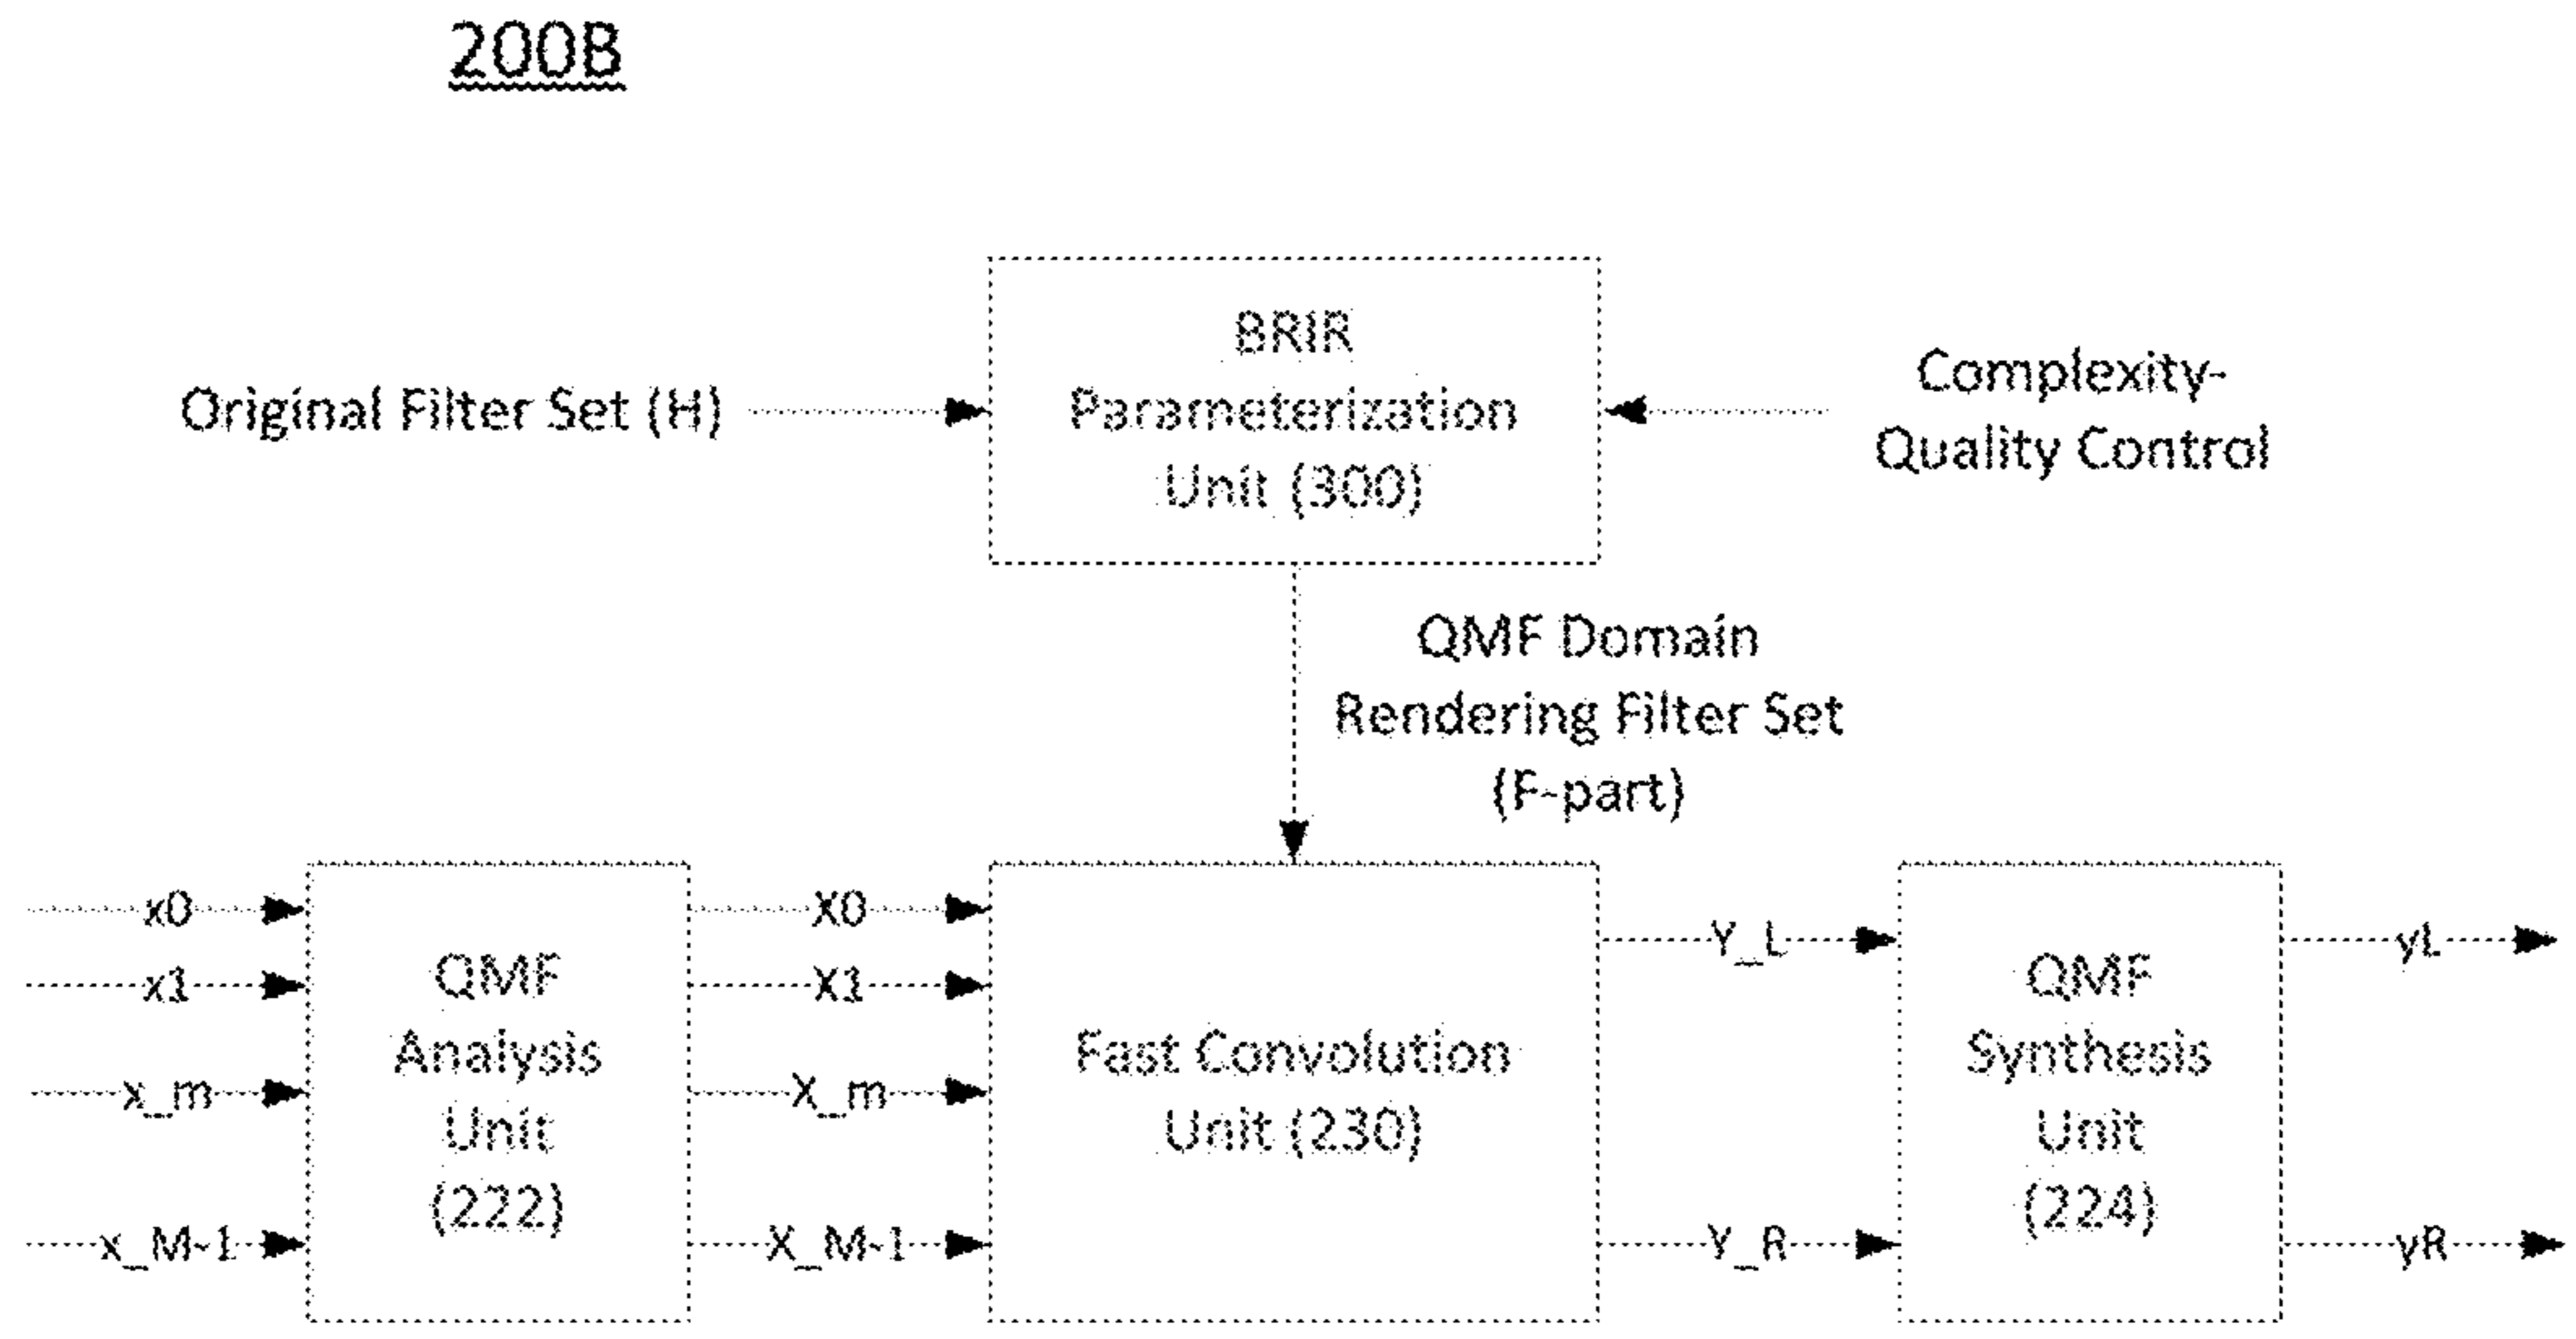 200B
BRIR
Parameterization
Unit (300)
Original Filter Set (H)
Complexity-
Quality Control
QMF Domain
Rendering Filter Set
(F-part)
x0
x1
x_m
x_M-1
QMF
Analysis
Unit
(222)
X0
X1
X_m
X_M-1
Fast Convolution
Unit (230)
Y_L
Y_R
QMF
Synthesis
Unit
(224)
yL
yR